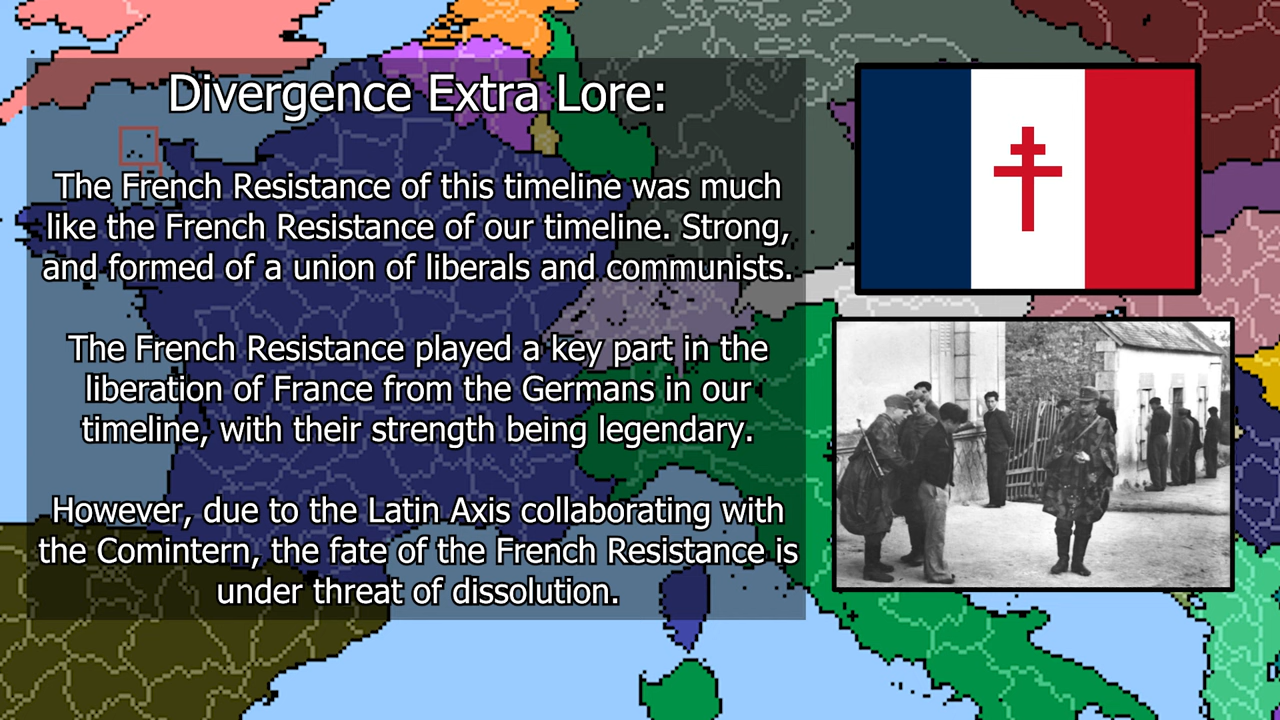 Divergence Extra Lore:
The French Resistance of this timeline was much
like the French Resistance of our timeline. Strong,
and formed of a union of liberals and communists.
The French Resistance played a key part in the
liberation of France from the Germans in our
timeline, with their strength being legendary.
However, due to the Latin Axis collaborating with
the Comintern, the fate of the French Resistance is
under threat of dissolution.